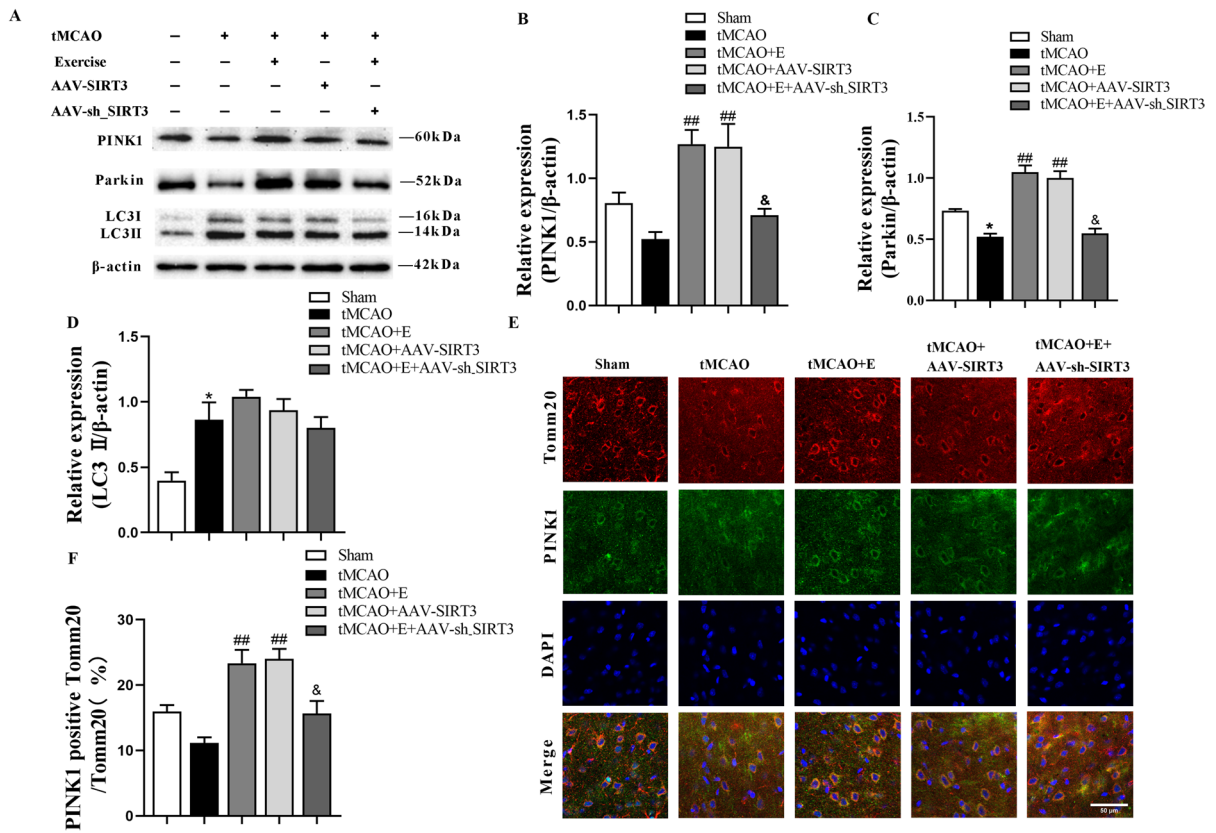 A
tMCAO − + + + +
Exercise − − + − +
AAV-SIRT3 − − − + −
AAV-sh_SIRT3 − − − − +
PINK1 —60kDa
Parkin —52kDa
LC3I —16kDa
LC3II —14kDa
β-actin —42kDa
B
Sham
tMCAO
tMCAO+E
tMCAO+AAV-SIRT3
tMCAO+E+AAV-sh_SIRT3
Relative expression
(PINK1/β-actin)
1.5
1.0
0.5
0.0
## ## &
C
Sham
tMCAO
tMCAO+E
tMCAO+AAV-SIRT3
tMCAO+E+AAV-sh_SIRT3
Relative expression
(Parkin/β-actin)
1.5
1.0
0.5
0.0
* ## ## &
D
Sham
tMCAO
tMCAO+E
tMCAO+AAV-SIRT3
tMCAO+E+AAV-sh_SIRT3
Relative expression
(LC3 Ⅱ/β-actin)
1.5
1.0
0.5
0.0
*
E
Sham
tMCAO
tMCAO+E
tMCAO+
AAV-SIRT3
tMCAO+E+
AAV-sh-SIRT3
Tomm20
PINK1
DAPI
Merge
50 μm
F
Sham
tMCAO
tMCAO+E
tMCAO+AAV-SIRT3
tMCAO+E+AAV-sh_SIRT3
PINK1 positive Tomm20
/Tomm20( %)
30
20
10
0
## ## &